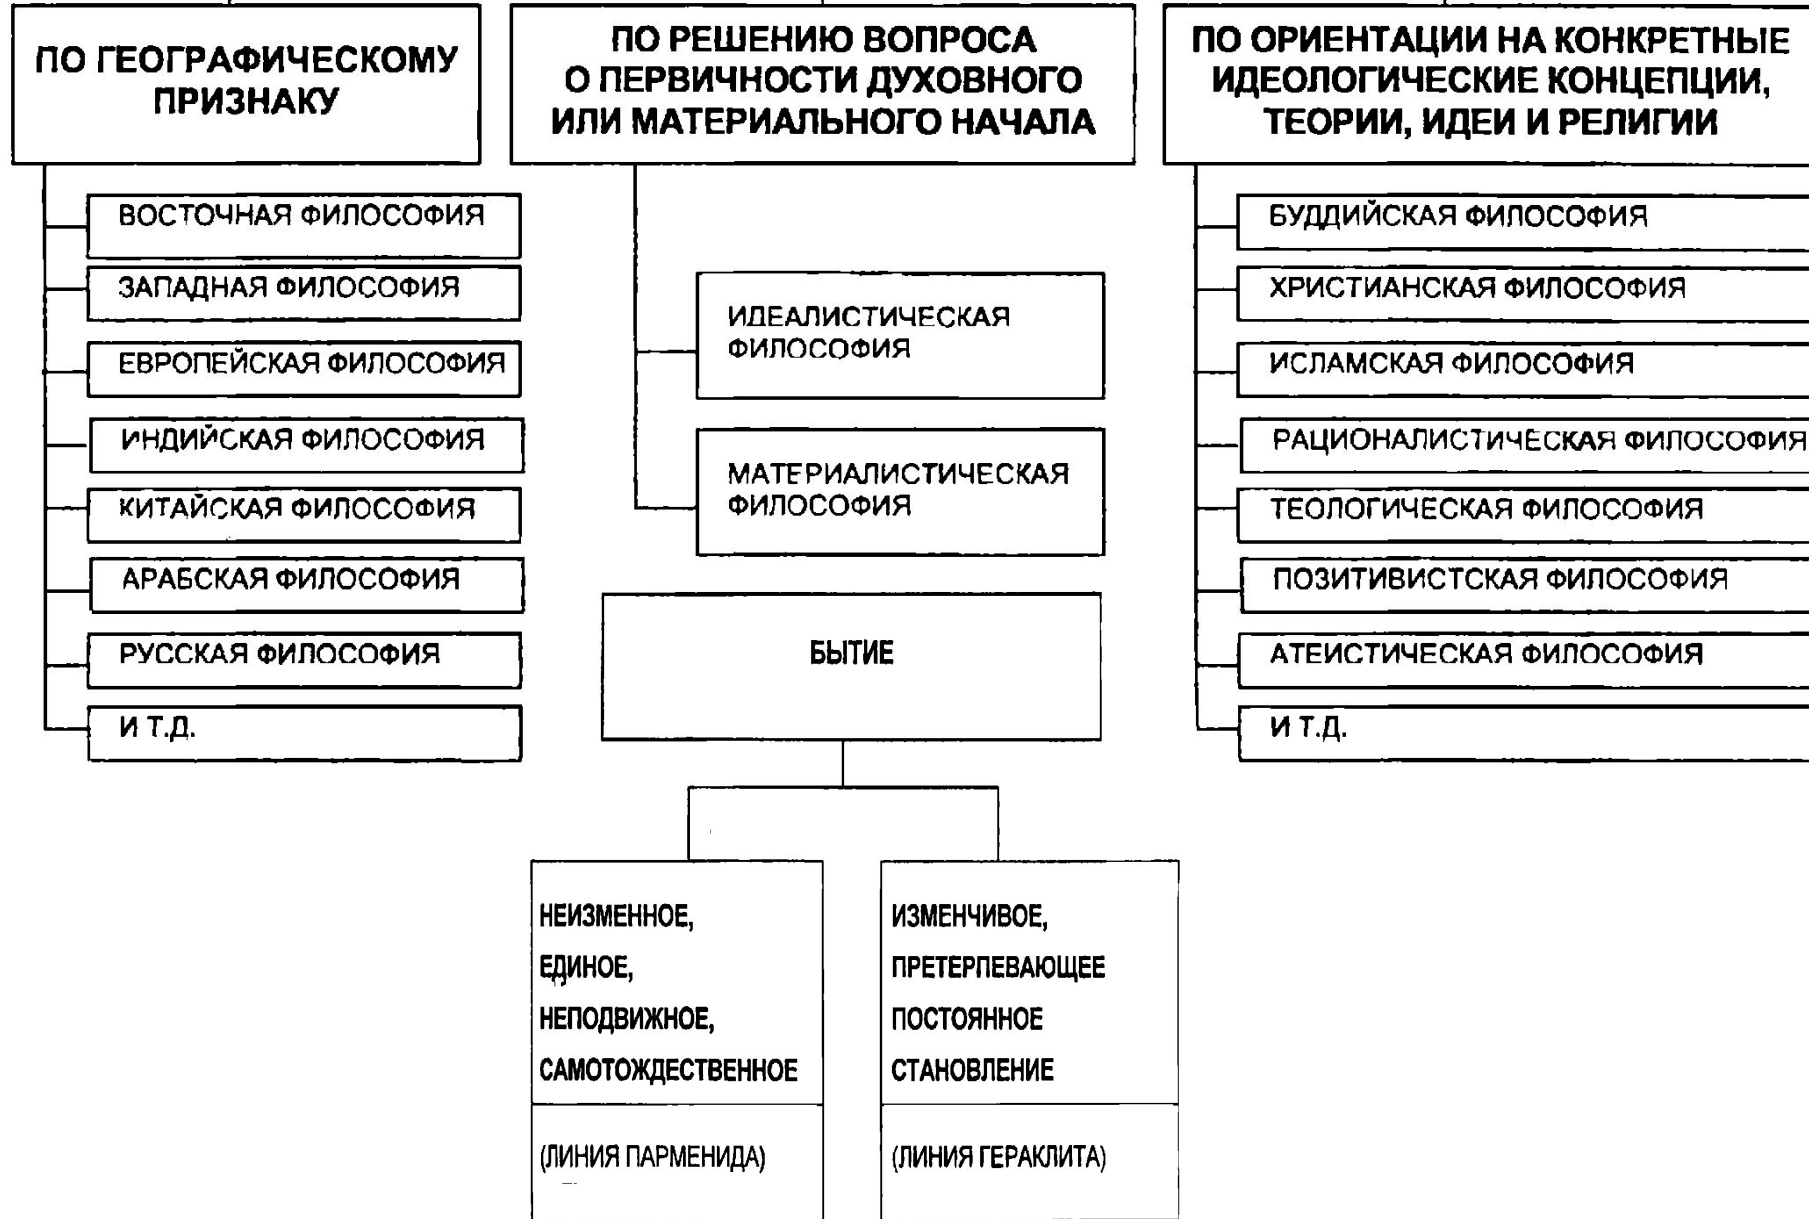 ПО ГЕОГРАФИЧЕСКОМУ
ПРИЗНАКУ
ВОСТОЧНАЯ ФИЛОСОФИЯ
ЗАПАДНАЯ ФИЛОСОФИЯ
ЕВРОПЕЙСКАЯ ФИЛОСОФИЯ
ИНДИЙСКАЯ ФИЛОСОФИЯ
КИТАЙСКАЯ ФИЛОСОФИЯ
АРАБСКАЯ ФИЛОСОФИЯ
РУССКАЯ ФИЛОСОФИЯ
И Т.Д.
ПО РЕШЕНИЮ ВОПРОСА
О ПЕРВИЧНОСТИ ДУХОВНОГО
ИЛИ МАТЕРИАЛЬНОГО НАЧАЛА
ИДЕАЛИСТИЧЕСКАЯ
ФИЛОСОФИЯ
МАТЕРИАЛИСТИЧЕСКАЯ
ФИЛОСОФИЯ
БЫТИЕ
НЕИЗМЕННОЕ,
ЕДИНОЕ,
НЕПОДВИЖНОЕ,
САМОТОЖДЕСТВЕННОЕ
(ЛИНИЯ ПАРМЕНИДА)
ИЗМЕНЧИВОЕ,
ПРЕТЕРПЕВАЮЩЕЕ
ПОСТОЯННОЕ
СТАНОВЛЕНИЕ
(ЛИНИЯ ГЕРАКЛИТА)
ПО ОРИЕНТАЦИИ НА КОНКРЕТНЫЕ
ИДЕОЛОГИЧЕСКИЕ КОНЦЕПЦИИ,
ТЕОРИИ, ИДЕИ И РЕЛИГИИ
БУДДИЙСКАЯ ФИЛОСОФИЯ
ХРИСТИАНСКАЯ ФИЛОСОФИЯ
ИСЛАМСКАЯ ФИЛОСОФИЯ
РАЦИОНАЛИСТИЧЕСКАЯ ФИЛОСОФИЯ
ТЕОЛОГИЧЕСКАЯ ФИЛОСОФИЯ
ПОЗИТИВИСТСКАЯ ФИЛОСОФИЯ
АТЕИСТИЧЕСКАЯ ФИЛОСОФИЯ
И Т.Д.